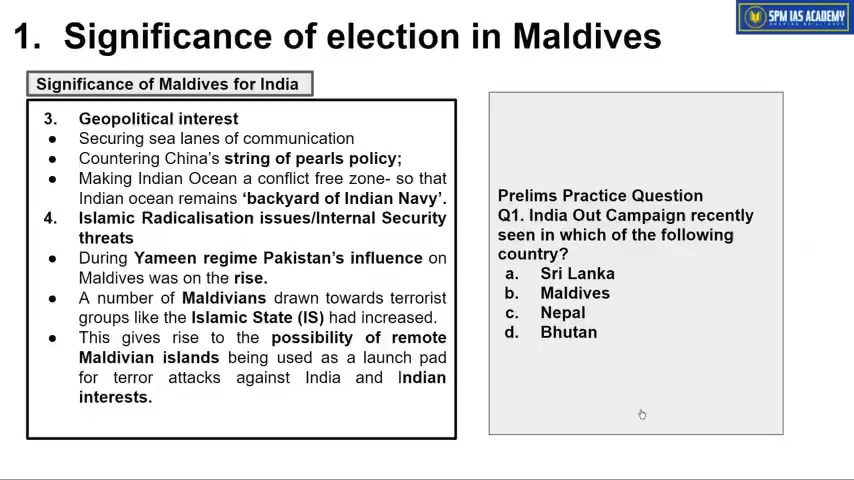 1. Significance of election in Maldives
SPM IAS ACADEMY
Significance of Maldives for India
3. Geopolitical interest
● Securing sea lanes of communication
● Countering China's string of pearls policy;
● Making Indian Ocean a conflict free zone- so that
Indian ocean remains 'backyard of Indian Navy'.
4. Islamic Radicalisation issues/Internal Security
threats
● During Yameen regime Pakistan's influence on
Maldives was on the rise.
● A number of Maldivians drawn towards terrorist
groups like the Islamic State (IS) had increased.
● This gives rise to the possibility of remote
Maldivian islands being used as a launch pad
for terror attacks against India and Indian
interests.
Prelims Practice Question
Q1. India Out Campaign recently
seen in which of the following
country?
a. Sri Lanka
b. Maldives
c. Nepal
d. Bhutan